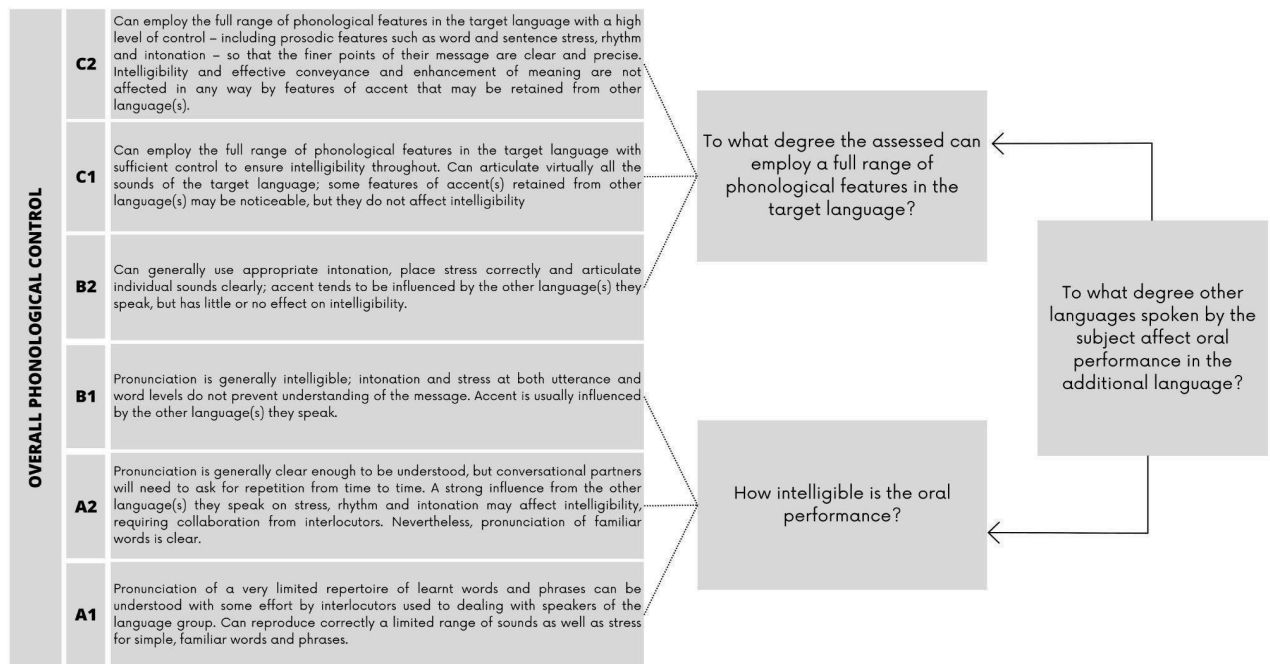 OVERALL PHONOLOGICAL CONTROL
C2
Can employ the full range of phonological features in the target language with a high
level of control – including prosodic features such as word and sentence stress, rhythm
and intonation – so that the finer points of their message are clear and precise.
Intelligibility and effective conveyance and enhancement of meaning are not
affected in any way by features of accent that may be retained from other
language(s).
C1
Can employ the full range of phonological features in the target language with
sufficient control to ensure intelligibility throughout. Can articulate virtually all the
sounds of the target language; some features of accent(s) retained from other
language(s) may be noticeable, but they do not affect intelligibility
B2
Can generally use appropriate intonation, place stress correctly and articulate
individual sounds clearly; accent tends to be influenced by the other language(s) they
speak, but has little or no effect on intelligibility.
B1
Pronunciation is generally intelligible; intonation and stress at both utterance and
word levels do not prevent understanding of the message. Accent is usually influenced
by the other language(s) they speak.
A2
Pronunciation is generally clear enough to be understood, but conversational partners
will need to ask for repetition from time to time. A strong influence from the other
language(s) they speak on stress, rhythm and intonation may affect intelligibility,
requiring collaboration from interlocutors. Nevertheless, pronunciation of familiar
words is clear.
A1
Pronunciation of a very limited repertoire of learnt words and phrases can be
understood with some effort by interlocutors used to dealing with speakers of the
language group. Can reproduce correctly a limited range of sounds as well as stress
for simple, familiar words and phrases.
To what degree the assessed can
employ a full range of
phonological features in the
target language?
How intelligible is the oral
performance?
To what degree other
languages spoken by the
subject affect oral
performance in the
additional language?